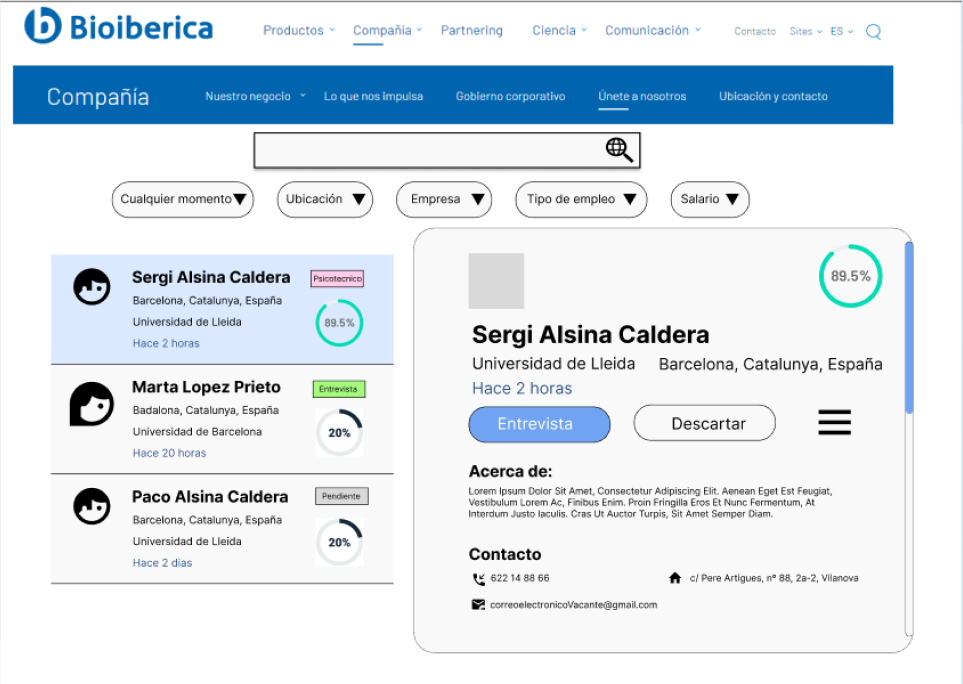 Bioiberica
Productos Compañía Partnering Ciencia Comunicación Contacto Sites ES
Compañía Nuestro negocio Lo que nos impulsa Gobierno corporativo Únete a nosotros Ubicación y contacto
Cualquier momento Ubicación Empresa Tipo de empleo Salario
Sergi Alsina Caldera Psicotecnico
Barcelona, Catalunya, España
Universidad de Lleida 89.5%
Hace 2 horas
Marta Lopez Prieto Entrevista
Badalona, Catalunya, España
Universidad de Barcelona 20%
Hace 20 horas
Paco Alsina Caldera Pendiente
Barcelona, Catalunya, España
Universidad de Lleida 20%
Hace 2 dias
89.5%
Sergi Alsina Caldera
Universidad de Lleida Barcelona, Catalunya, España
Hace 2 horas
Entrevista Descartar
Acerca de:
Lorem Ipsum Dolor Sit Amet, Consectetur Adipiscing Elit. Aenean Eget Est Feugiat,
Vestibulum Lorem Ac, Finibus Enim. Proin Fringilla Eros Et Nunc Fermentum, At
Interdum Justo Iaculis. Cras Ut Auctor Turpis, Sit Amet Semper Diam.
Contacto
622 14 88 66 c/ Pere Artigues, nº 88, 2a-2, Vilanova
correoelectronicoVacante@gmail.com